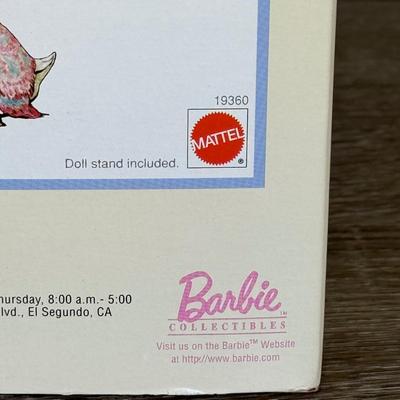 19360
MATTEL
Doll stand included.
hursday, 8:00 a.m.- 5:00
lvd., El Segundo, CA
Barbie™
COLLECTIBLES
Visit us on the Barbie™ Website
at http://www.barbie.com